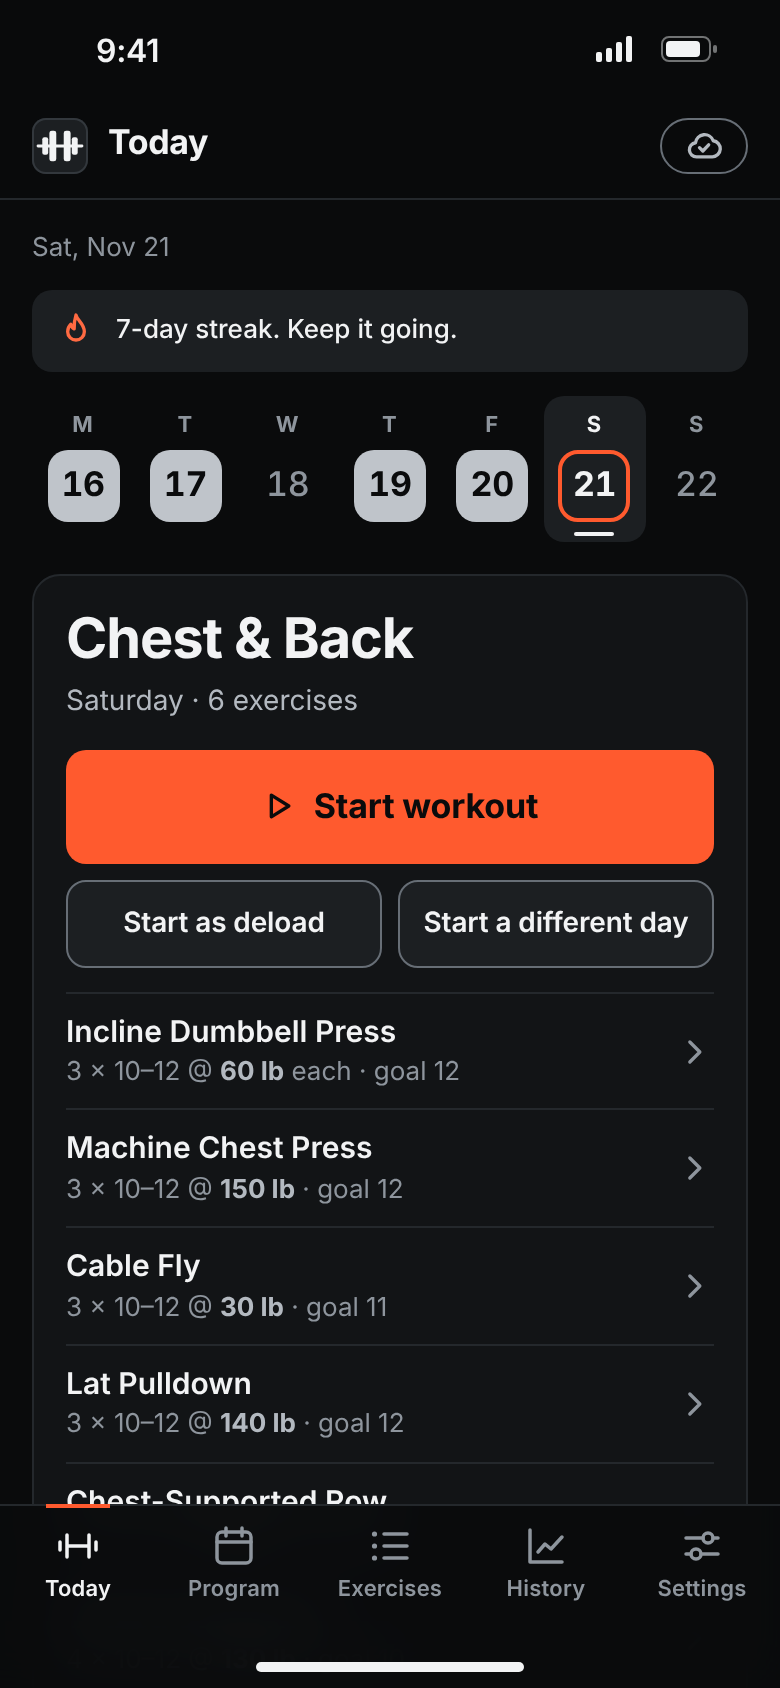 9:41
Today
Sat, Nov 21
7-day streak. Keep it going.
M T W T F S S
16 17 18 19 20 21 22
Chest & Back
Saturday · 6 exercises
Start workout
Start as deload Start a different day
Incline Dumbbell Press
3 × 10–12 @ 60 lb each · goal 12
Machine Chest Press
3 × 10–12 @ 150 lb · goal 12
Cable Fly
3 × 10–12 @ 30 lb · goal 11
Lat Pulldown
3 × 10–12 @ 140 lb · goal 12
Chest-Supported Row
Today Program Exercises History Settings